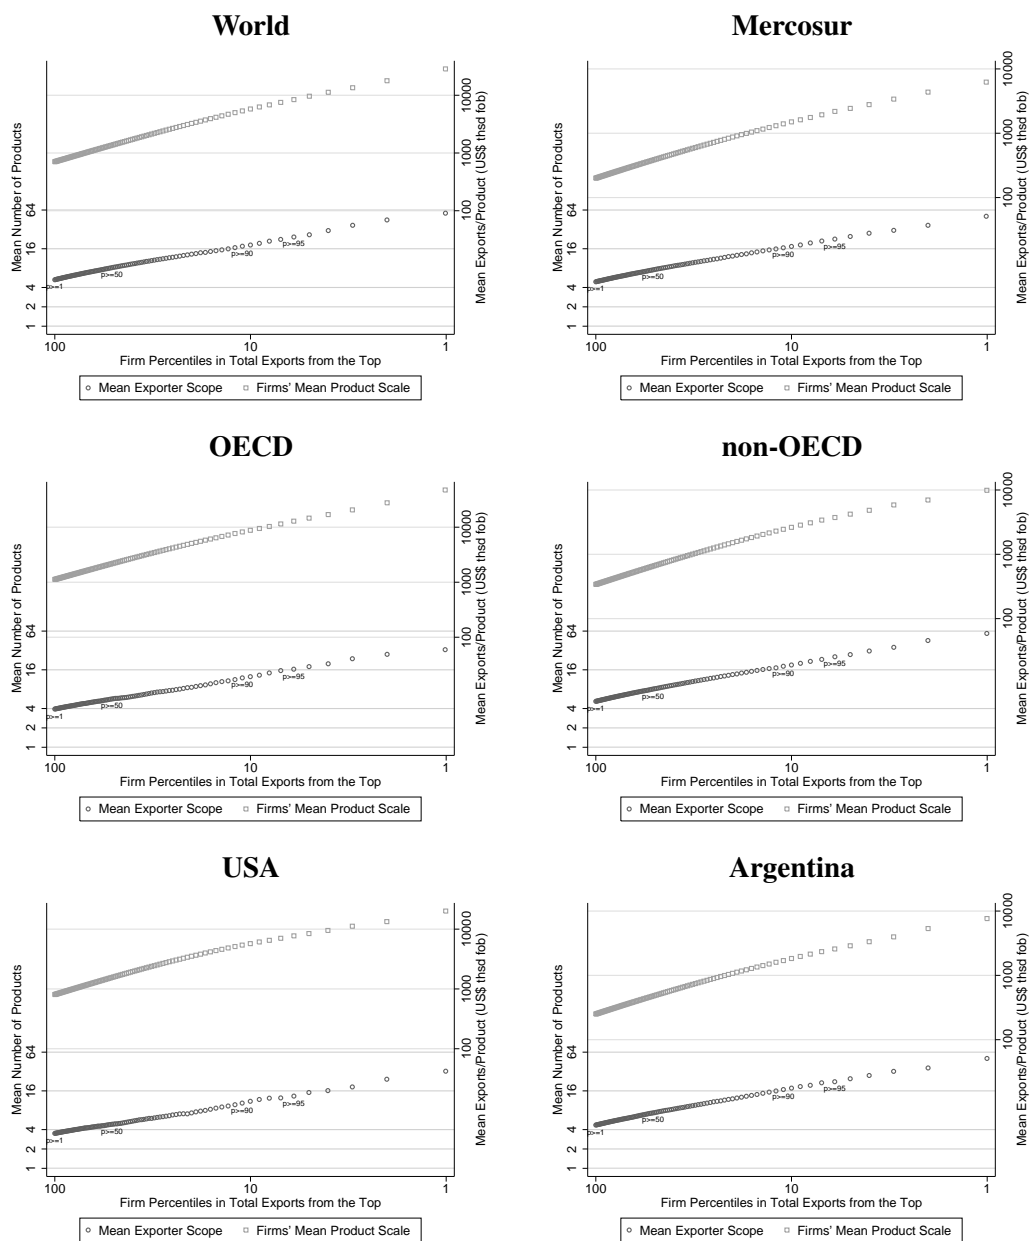 World
Mean Number of Products
1 2 4 16 64
p>=1
p>=50
p>=90
p>=95
100 1000 10000
Mean Exports/Product (US$ thsd fob)
100 10 1
Firm Percentiles in Total Exports from the Top
Mean Exporter Scope Firms' Mean Product Scale
Mercosur
Mean Number of Products
1 2 4 16 64
p>=1
p>=50
p>=90
p>=95
100 1000 10000
Mean Exports/Product (US$ thsd fob)
100 10 1
Firm Percentiles in Total Exports from the Top
Mean Exporter Scope Firms' Mean Product Scale
OECD
Mean Number of Products
1 2 4 16 64
p>=1
p>=50
p>=90
p>=95
100 1000 10000
Mean Exports/Product (US$ thsd fob)
100 10 1
Firm Percentiles in Total Exports from the Top
Mean Exporter Scope Firms' Mean Product Scale
non-OECD
Mean Number of Products
1 2 4 16 64
p>=1
p>=50
p>=90
p>=95
100 1000 10000
Mean Exports/Product (US$ thsd fob)
100 10 1
Firm Percentiles in Total Exports from the Top
Mean Exporter Scope Firms' Mean Product Scale
USA
Mean Number of Products
1 2 4 16 64
p>=1
p>=50
p>=90
p>=95
100 1000 10000
Mean Exports/Product (US$ thsd fob)
100 10 1
Firm Percentiles in Total Exports from the Top
Mean Exporter Scope Firms' Mean Product Scale
Argentina
Mean Number of Products
1 2 4 16 64
p>=1
p>=50
p>=90
p>=95
100 1000 10000
Mean Exports/Product (US$ thsd fob)
100 10 1
Firm Percentiles in Total Exports from the Top
Mean Exporter Scope Firms' Mean Product Scale